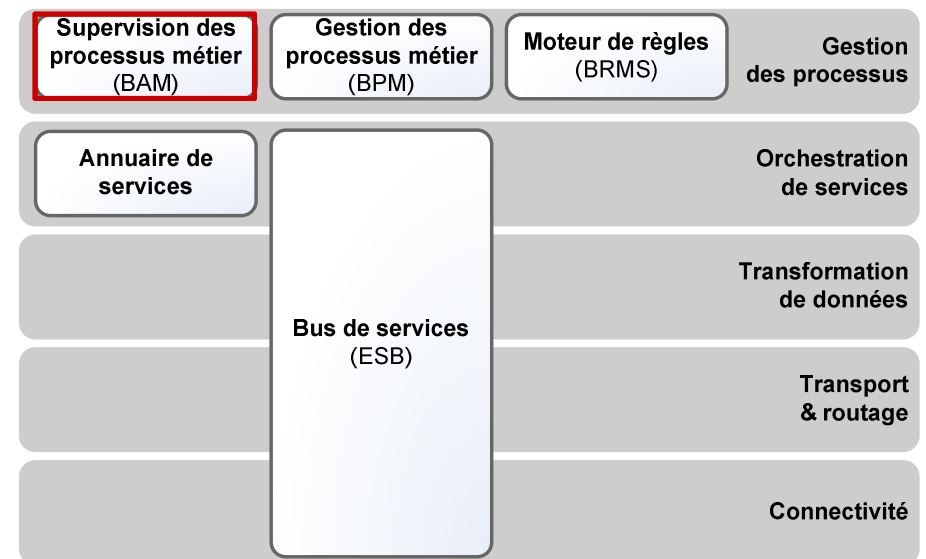 Supervision des
processus métier
(BAM)
Gestion des
processus métier
(BPM)
Moteur de règles
(BRMS)
Gestion
des processus
Annuaire de
services
Orchestration
de services
Transformation
de données
Bus de services
(ESB)
Transport
& routage
Connectivité